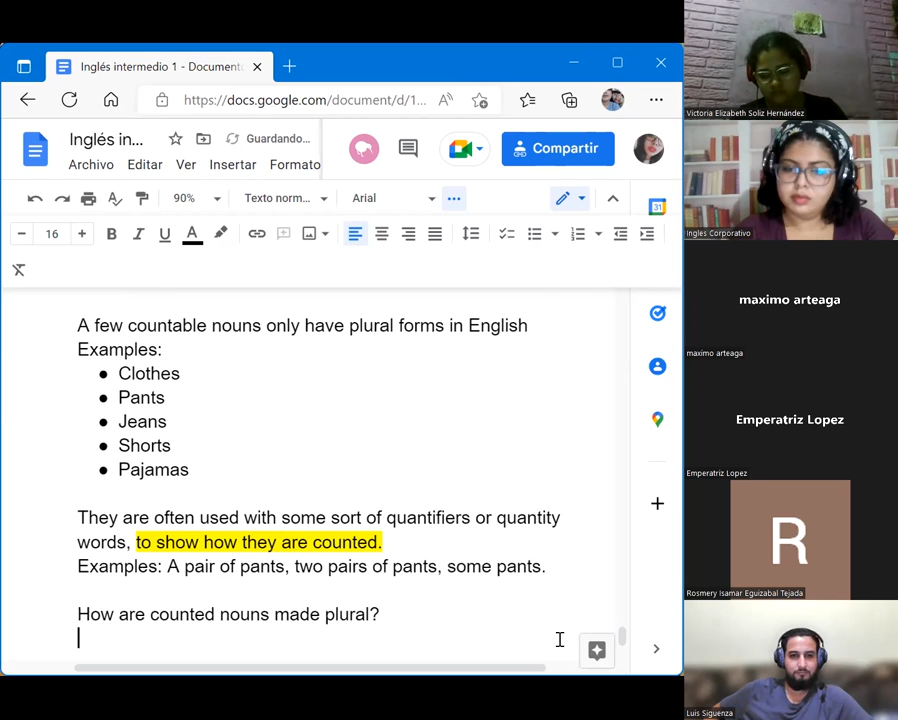 Inglés intermedio 1 - Document
https://docs.google.com/document/d/1...
Inglés in...
Guardando...
Compartir
Archivo Editar Ver Insertar Formato
90% Texto norm... Arial
31
16
A few countable nouns only have plural forms in English
Examples:
Clothes
Pants
Jeans
Shorts
Pajamas
They are often used with some sort of quantifiers or quantity
words, to show how they are counted.
Examples: A pair of pants, two pairs of pants, some pants.
How are counted nouns made plural?
Victoria Elizabeth Soliz Hernández
Ingles Corporativo
maximo arteaga
maximo arteaga
Emperatriz Lopez
Emperatriz Lopez
R
Rosmery Isamar Eguizabal Tejada
Luis Siguenza